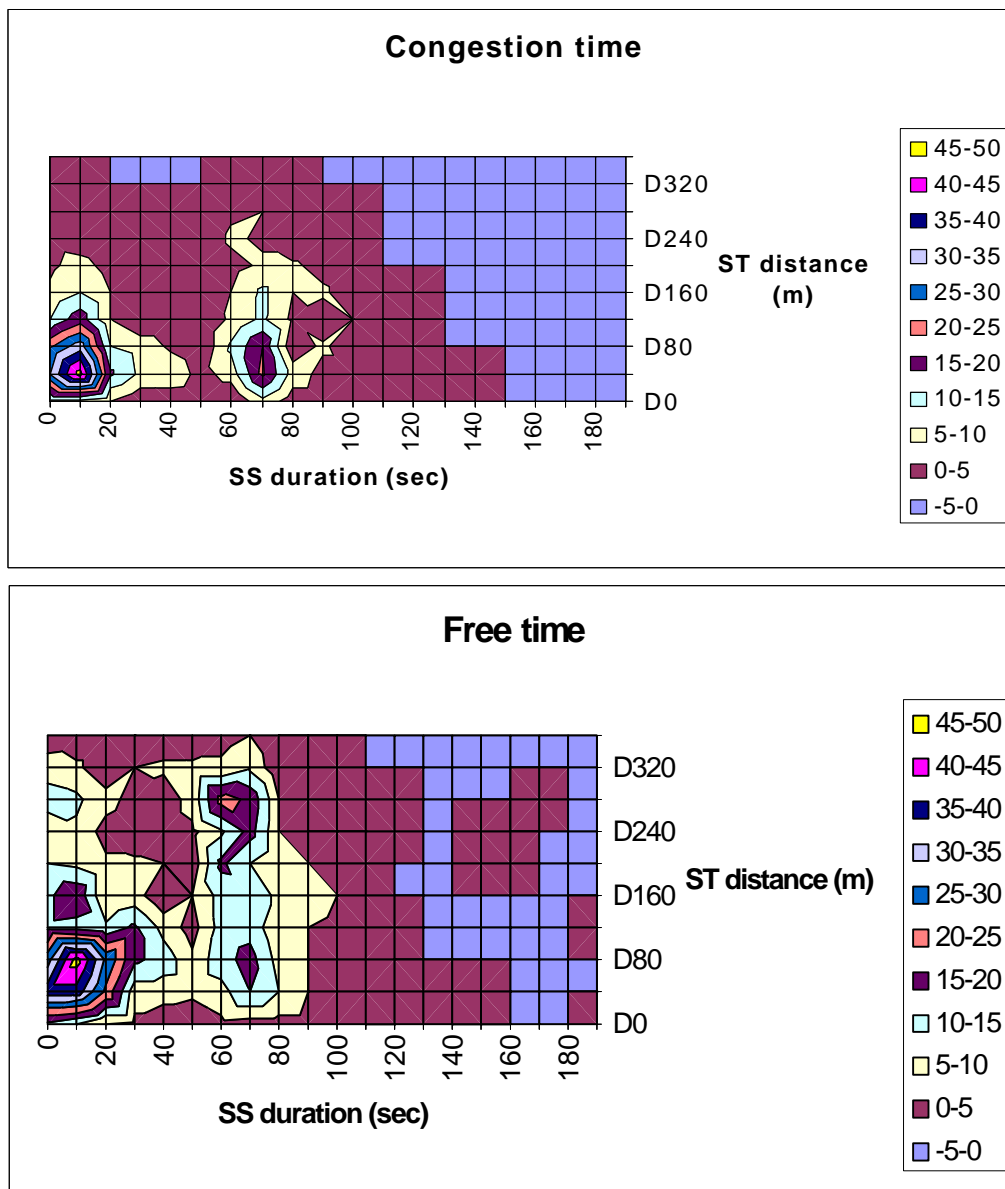 Congestion time
D320
D240
D160
D80
D0
ST distance
(m)
0
20
40
60
80
100
120
140
160
180
SS duration (sec)
45-50
40-45
35-40
30-35
25-30
20-25
15-20
10-15
5-10
0-5
-5-0
Free time
D320
D240
D160
D80
D0
ST distance (m)
0
20
40
60
80
100
120
140
160
180
SS duration (sec)
45-50
40-45
35-40
30-35
25-30
20-25
15-20
10-15
5-10
0-5
-5-0